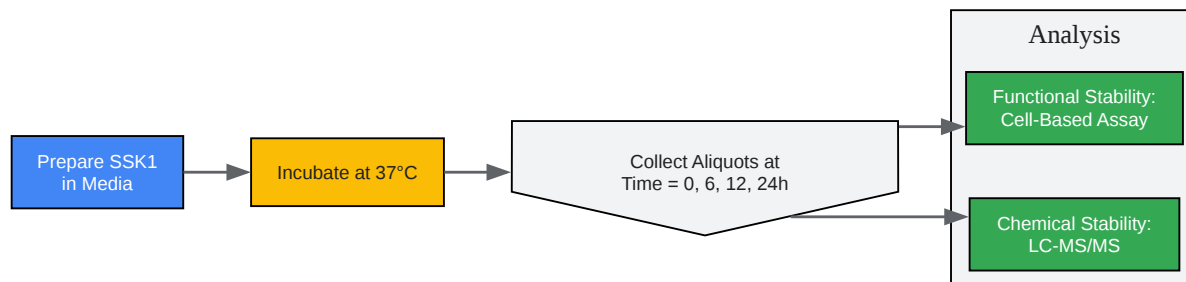 Analysis
Functional Stability:
Cell-Based Assay
Prepare SSK1
in Media
Incubate at 37°C
Collect Aliquots at
Time = 0, 6, 12, 24h
Chemical Stability:
LC-MS/MS